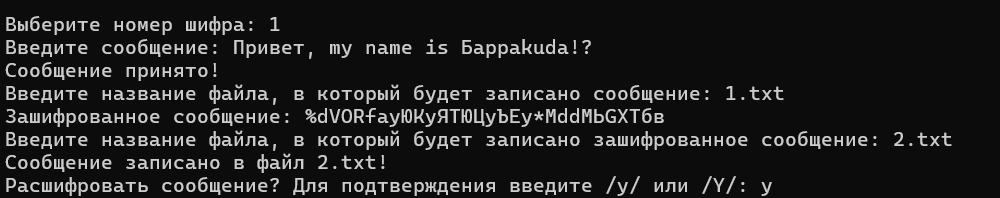 Выберите номер шифра: 1
Введите сообщение: Привет, my name is Баррakuda!?
Сообщение принято!
Введите название файла, в который будет записано сообщение: 1.txt
Зашифрованное сообщение: %dVORfayЮКуЯТЮЦуЪЕу*MddMЬGXTбв
Введите название файла, в который будет записано зашифрованное сообщение: 2.txt
Сообщение записано в файл 2.txt!
Расшифровать сообщение? Для подтверждения введите /y/ или /Y/: y